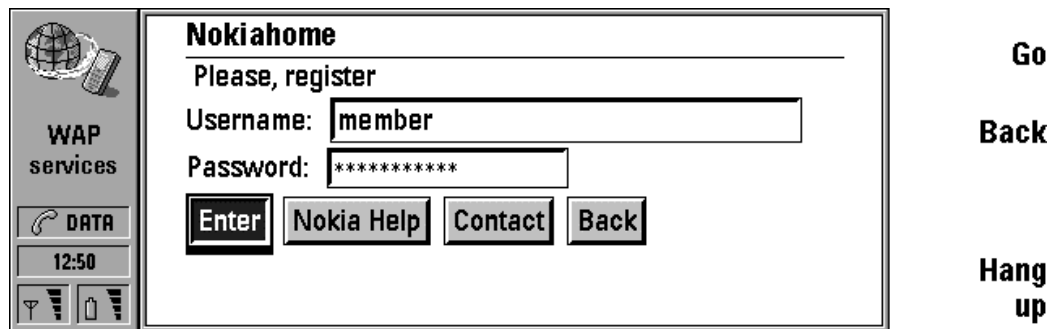 Nokiahome
Please, register
Username: member
Password: ***********
Enter Nokia Help Contact Back
WAP
services
DATA
12:50
Go
Back
Hang
up